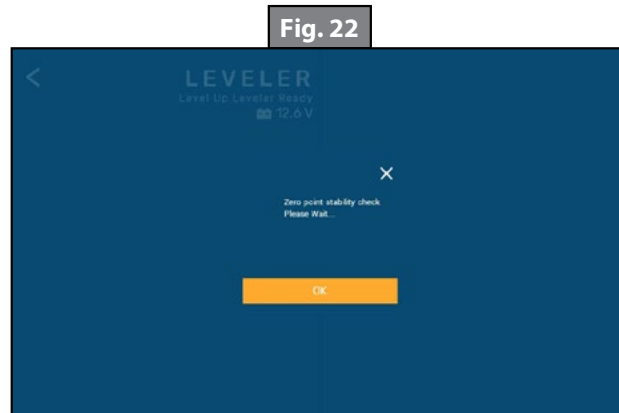 Fig. 22
LEVELER
Level Up Leveler Ready
12.6 V
Zero point stability check
Please Wait...
OK